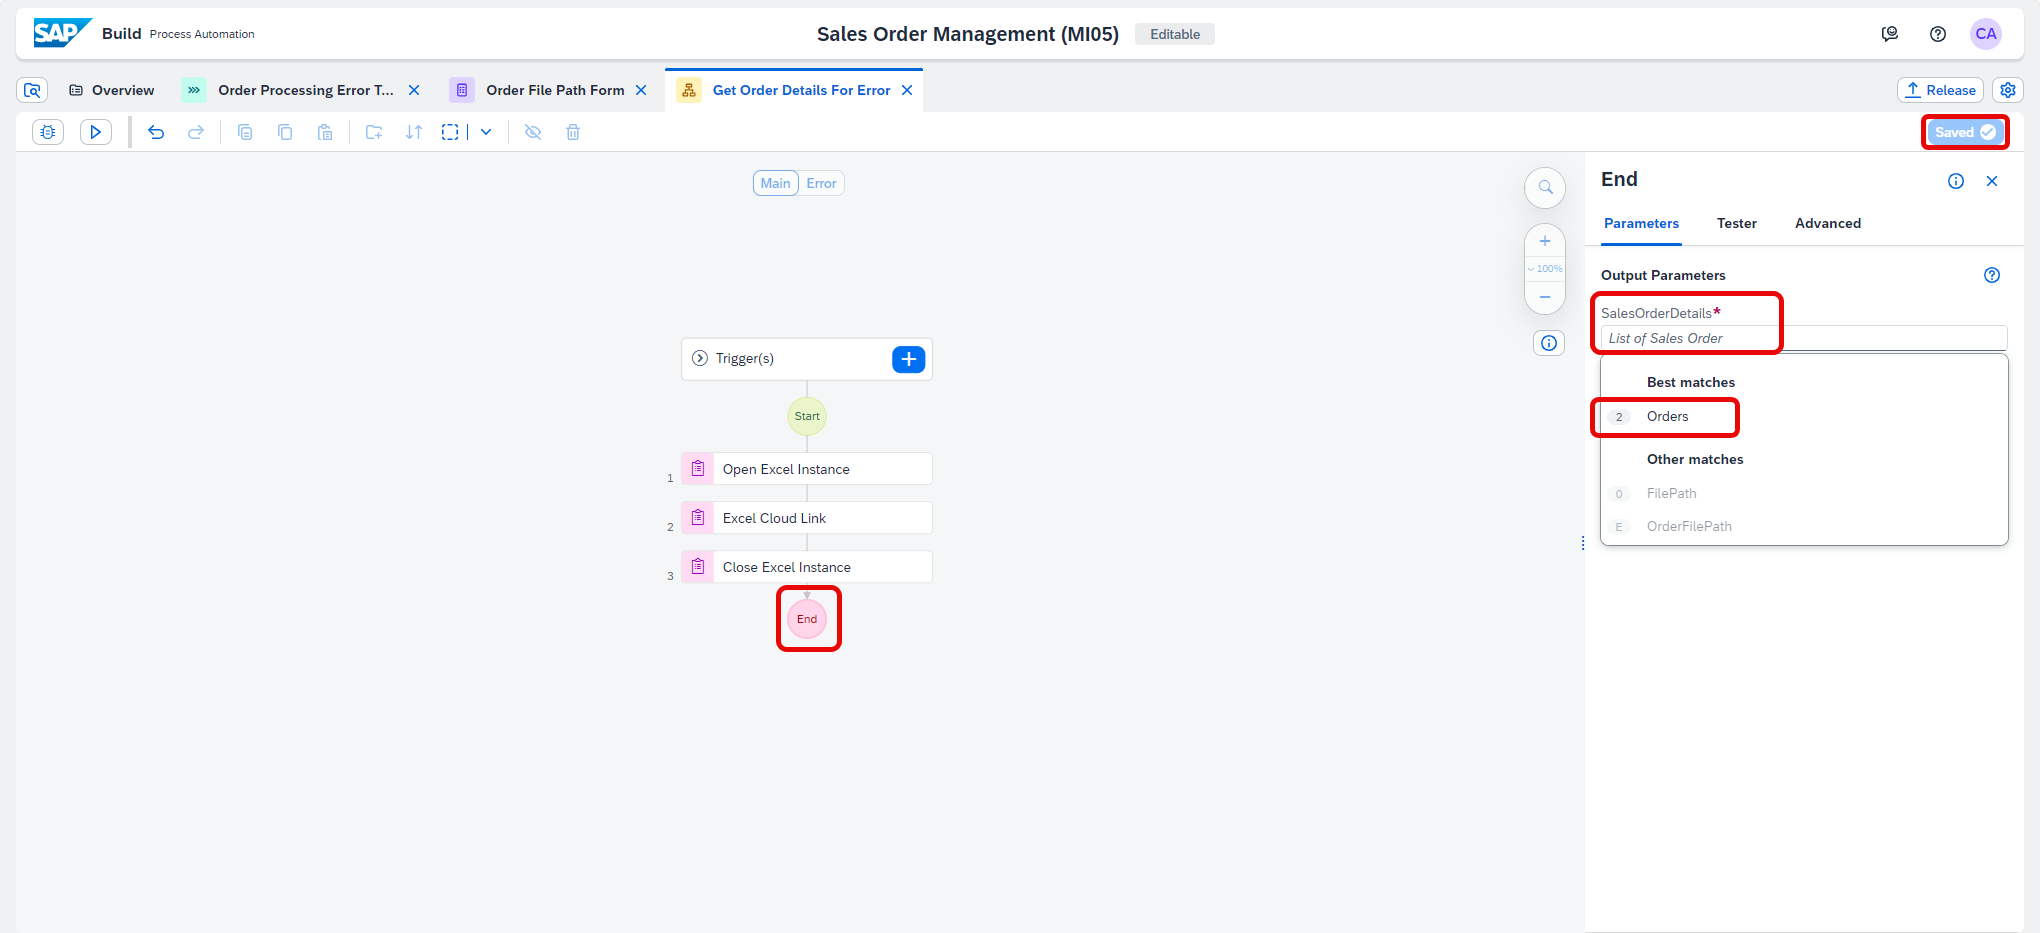 SAP Build Process Automation
Sales Order Management (MI05) Editable
CA
Overview Order Processing Error T... Order File Path Form Get Order Details For Error Release
Saved
Main Error
100%
Trigger(s)
Start
1 Open Excel Instance
2 Excel Cloud Link
3 Close Excel Instance
End
End
Parameters Tester Advanced
Output Parameters
SalesOrderDetails*
List of Sales Order
Best matches
2 Orders
Other matches
0 FilePath
E OrderFilePath